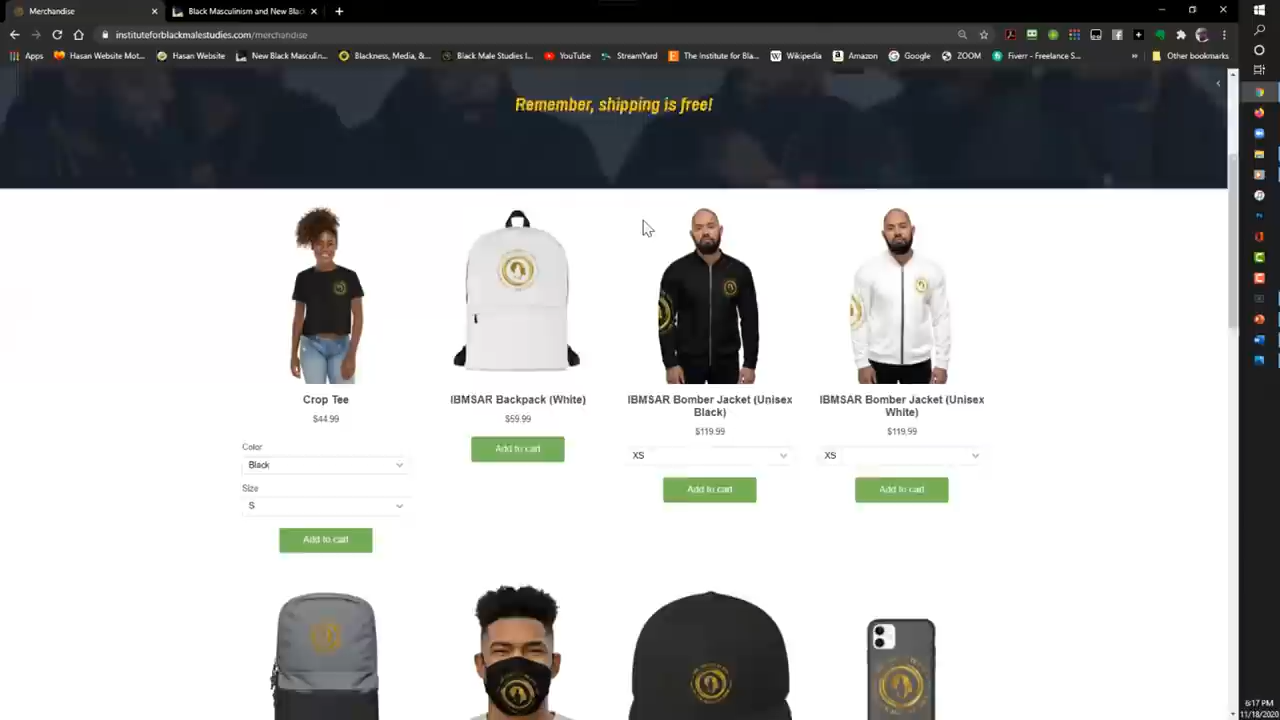 Merchandise
Black Masculinism and New Blac
instituteforblackmalestudies.com/merchandise
Apps
Hasan Website Mot...
Hasan Website
New Black Masculin...
Blackness, Media, &...
Black Male Studies I...
YouTube
StreamYard
The Institute for Bla...
Wikipedia
Amazon
Google
ZOOM
Fiverr - Freelance S...
Other bookmarks
Remember, shipping is free!
Crop Tee
$44.99
Color
Black
Size
S
Add to cart
IBMSAR Backpack (White)
$59.99
Add to cart
IBMSAR Bomber Jacket (Unisex
Black)
$119.99
XS
Add to cart
IBMSAR Bomber Jacket (Unisex
White)
$119.99
XS
Add to cart
6:17 PM
11/18/2020